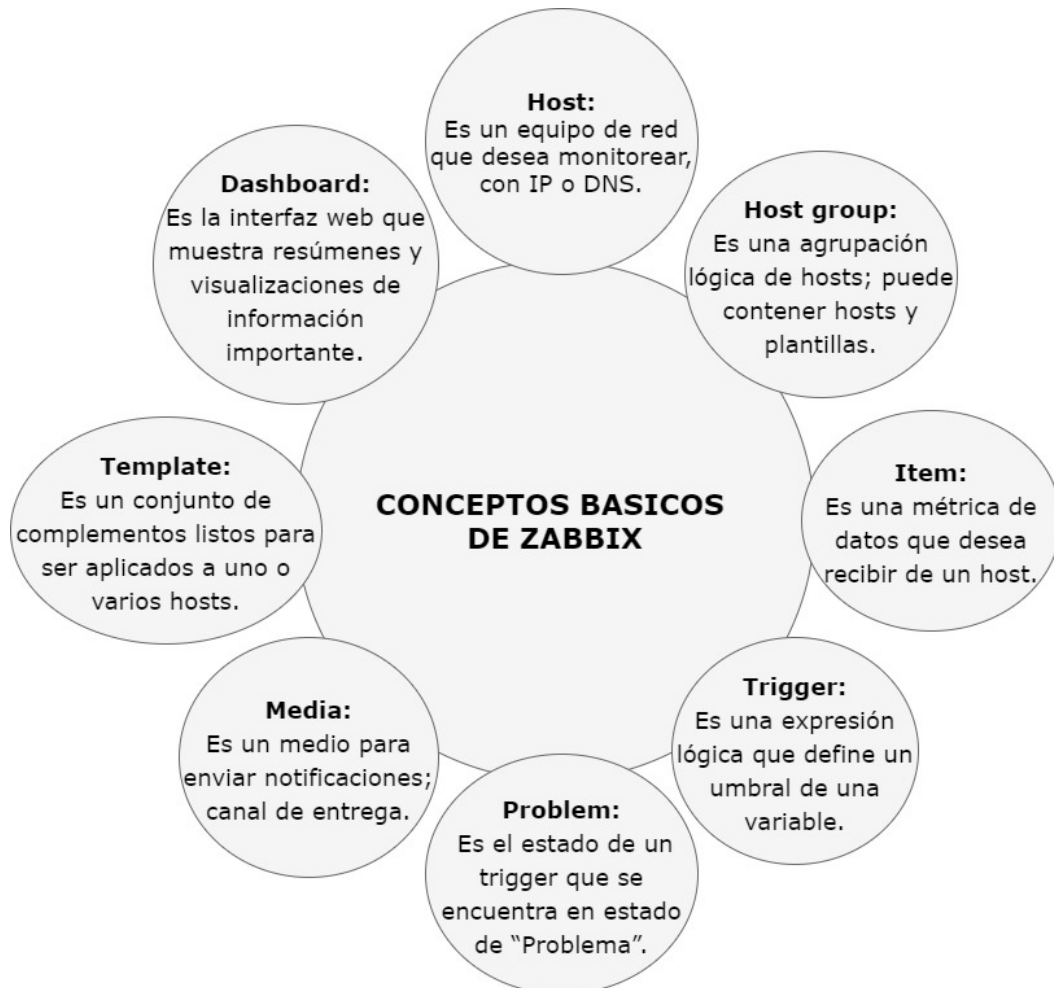 Host:
Es un equipo de red
que desea monitorear,
con IP o DNS.
Host group:
Es una agrupación
lógica de hosts; puede
contener hosts y
plantillas.
Item:
Es una métrica de
datos que desea
recibir de un host.
Trigger:
Es una expresión
lógica que define un
umbral de una
variable.
Problem:
Es el estado de un
trigger que se
encuentra en estado
de “Problema”.
Media:
Es un medio para
enviar notificaciones;
canal de entrega.
Template:
Es un conjunto de
complementos listos para
ser aplicados a uno o
varios hosts.
Dashboard:
Es la interfaz web que
muestra resúmenes y
visualizaciones de
información
importante.
CONCEPTOS BASICOS
DE ZABBIX